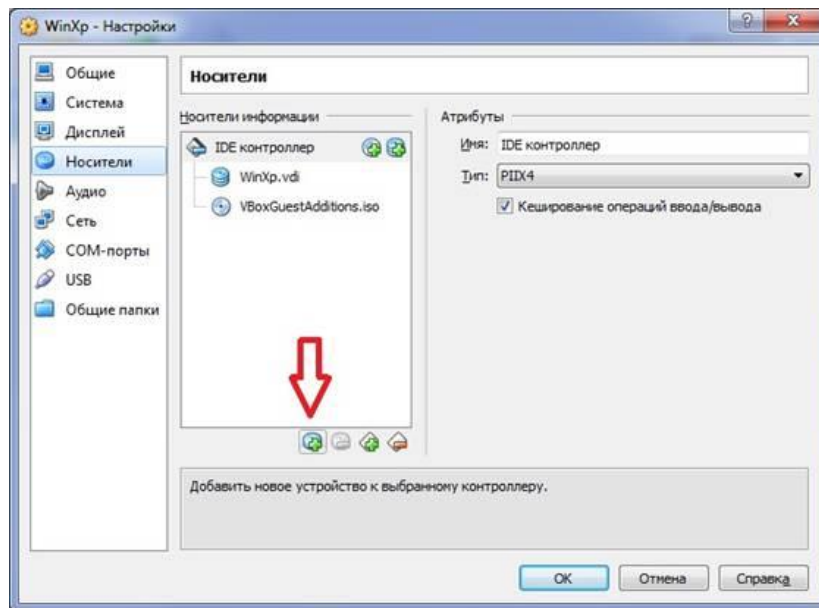 WinXp - Настройки
Общие
Система
Дисплей
Носители
Аудио
Сеть
COM-порты
USB
Общие папки
Носители
Носители информации
IDE контроллер
WinXp.vdi
VBoxGuestAdditions.iso
Атрибуты
Имя: IDE контроллер
Тип: PIIX4
Кеширование операций ввода/вывода
Добавить новое устройство к выбранному контроллеру.
OK Отмена Справка